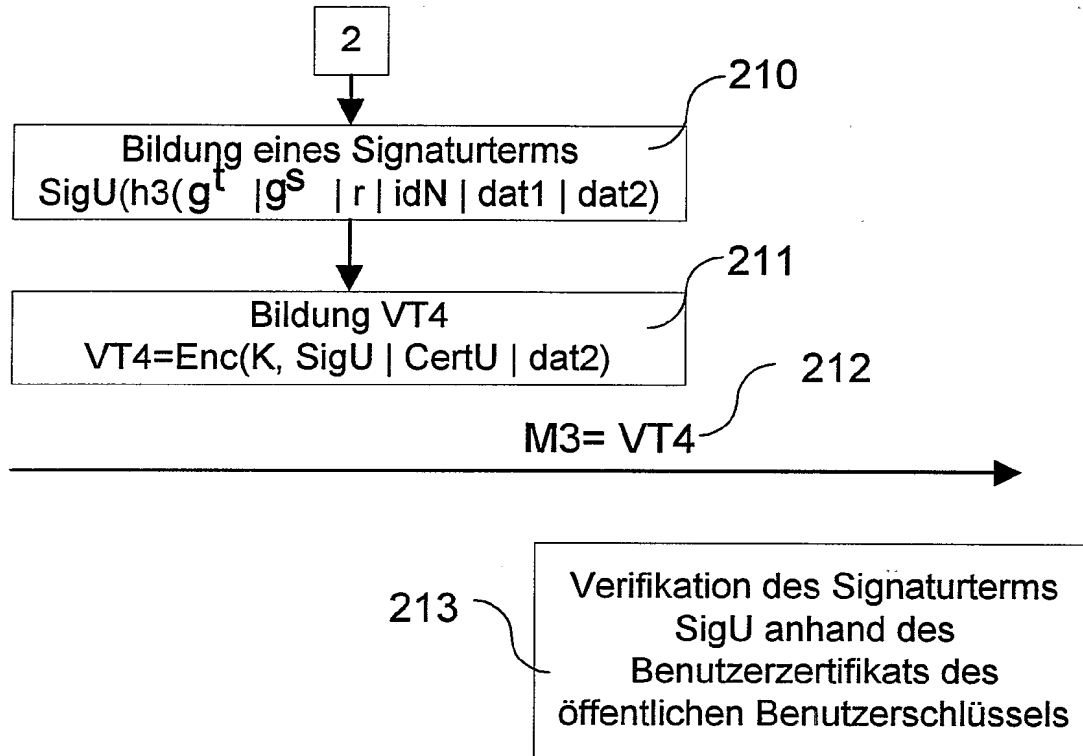 2
210
Bildung eines Signaturterms
SigU(h3(g^t |g^s | r | idN | dat1 | dat2)
211
Bildung VT4
VT4=Enc(K, SigU | CertU | dat2)
212
M3= VT4
213
Verifikation des Signaturterms
SigU anhand des
Benutzerzertifikats des
öffentlichen Benutzerschlüssels